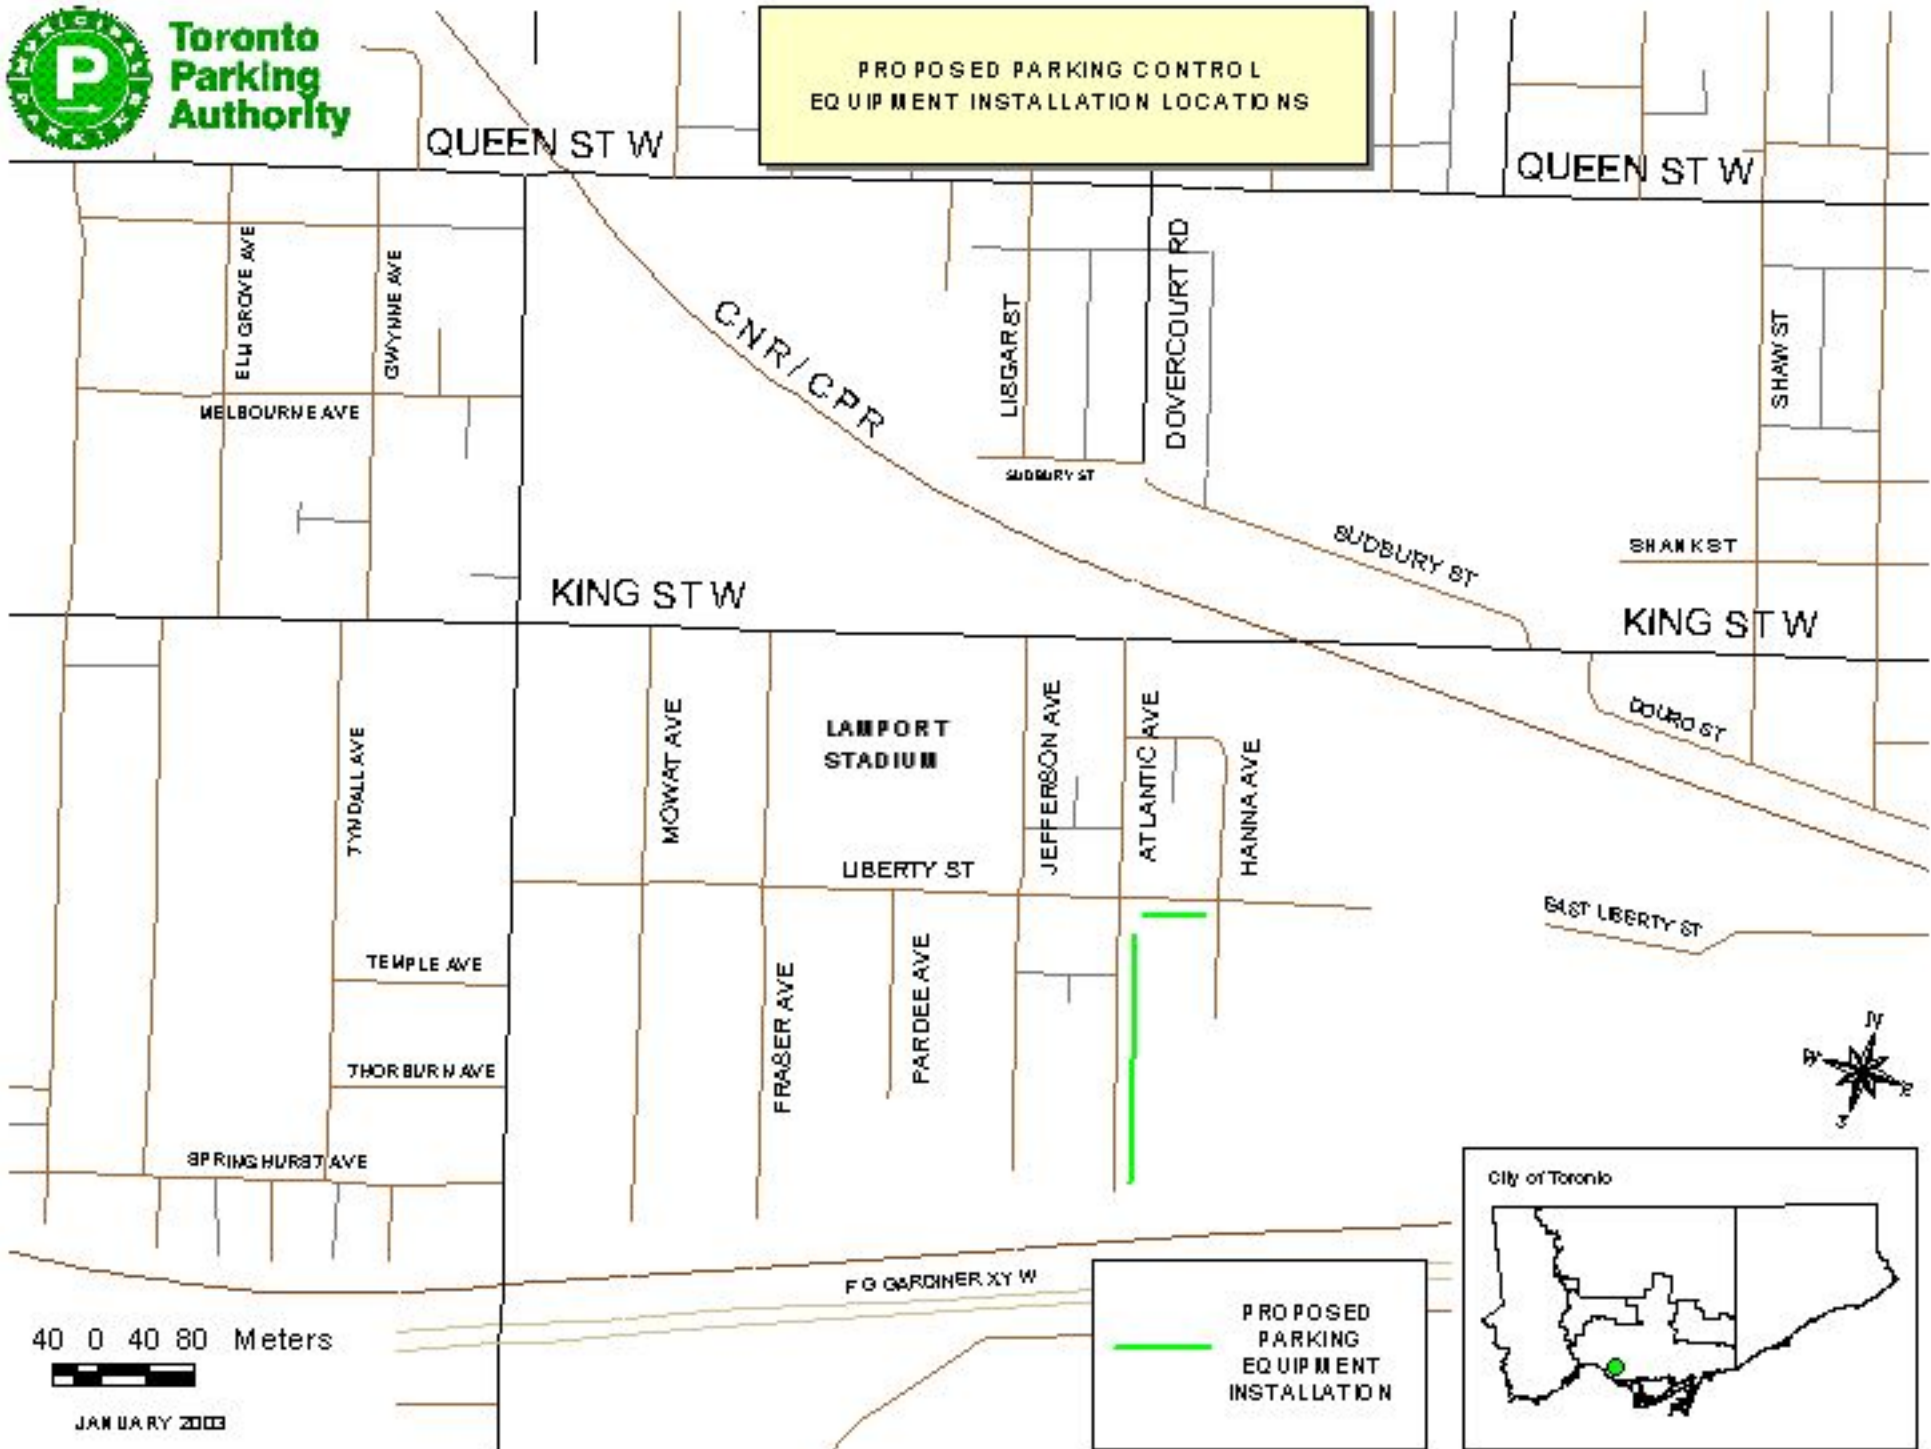 Toronto
Parking
Authority
P
PROPOSED PARKING CONTROL
EQUIPMENT INSTALLATION LOCATIONS
QUEEN ST W
QUEEN ST W
ELM GROVE AVE
GWYNNE AVE
MELBOURNE AVE
CNR/CPR
LISGAR ST
DOVERCOURT RD
SUDBURY ST
SHAW ST
SUDBURY ST
SHANK ST
KING ST W
KING ST W
DOURO ST
TYNDALL AVE
MOWAT AVE
LAMPORT
STADIUM
JEFFERSON AVE
ATLANTIC AVE
HANNA AVE
LIBERTY ST
EAST LIBERTY ST
TEMPLE AVE
FRASER AVE
PARDEE AVE
THORBURN AVE
SPRINGHURST AVE
N
W
E
S
F G GARDINER XY W
40 0 40 80 Meters
JANUARY 2003
PROPOSED
PARKING
EQUIPMENT
INSTALLATION
City of Toronto